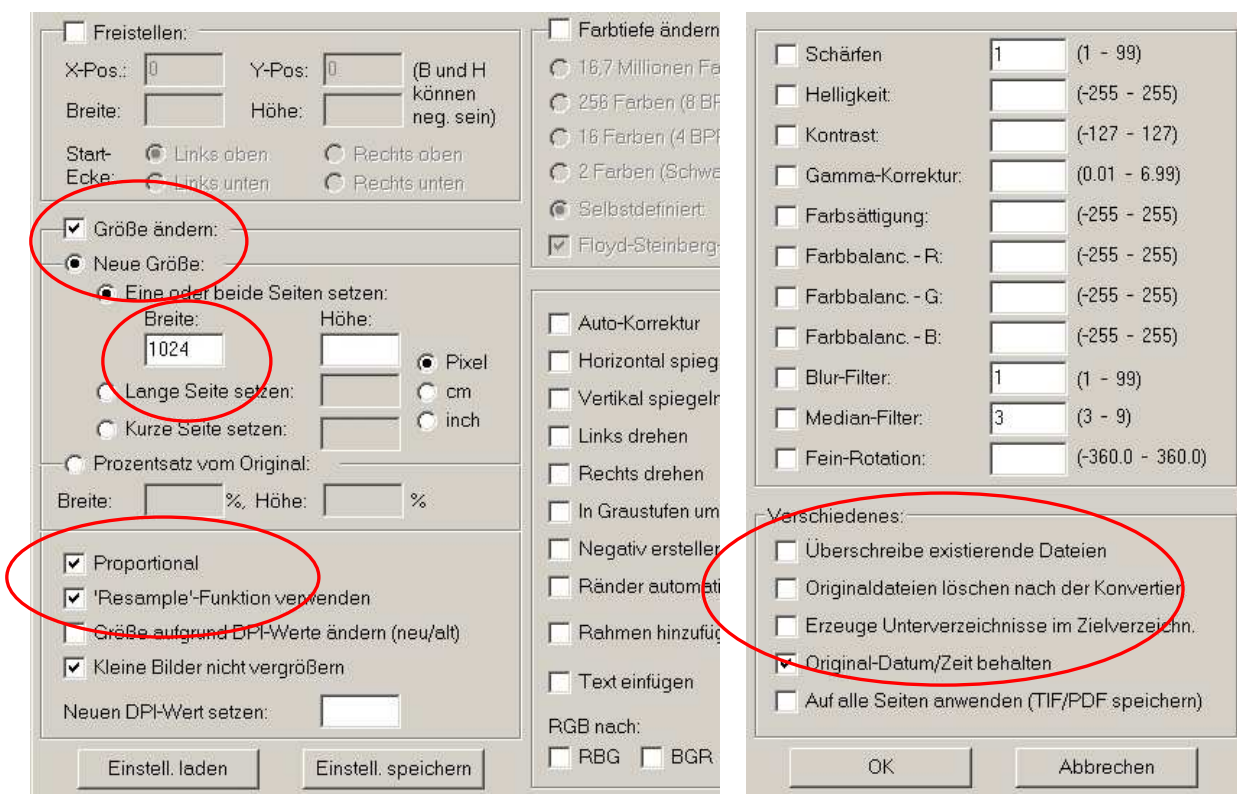 Freistellen:
X-Pos.: 0 Y-Pos: 0 (B und H
können
Breite: Höhe: neg. sein)
Start- Links oben Rechts oben
Ecke: Links unten Rechts unten
Größe ändern:
Neue Größe:
Eine oder beide Seiten setzen:
Breite: Höhe:
1024
Pixel
Lange Seite setzen: cm
Kurze Seite setzen: inch
Prozentsatz vom Original:
Breite: %, Höhe: %
Proportional
'Resample'-Funktion verwenden
Größe aufgrund DPI-Werte ändern (neu/alt)
Kleine Bilder nicht vergrößern
Neuen DPI-Wert setzen:
Einstell. laden Einstell. speichern
Farbtiefe ändern
16,7 Millionen Fa
256 Farben (8 BP
16 Farben (4 BPP
2 Farben (Schwa
Selbstdefiniert:
Floyd-Steinberg-
Auto-Korrektur
Horizontal spieg
Vertikal spiegeln
Links drehen
Rechts drehen
In Graustufen um
Negativ erstellen
Ränder automati
Rahmen hinzufüg
Text einfügen
RGB nach:
RBG BGR
Schärfen 1 (1 - 99)
Helligkeit: (-255 - 255)
Kontrast: (-127 - 127)
Gamma-Korrektur: (0.01 - 6.99)
Farbsättigung: (-255 - 255)
Farbbalanc. - R: (-255 - 255)
Farbbalanc. - G: (-255 - 255)
Farbbalanc. - B: (-255 - 255)
Blur-Filter: 1 (1 - 99)
Median-Filter: 3 (3 - 9)
Fein-Rotation: (-360.0 - 360.0)
Verschiedenes:
Überschreibe existierende Dateien
Originaldateien löschen nach der Konvertier.
Erzeuge Unterverzeichnisse im Zielverzeichn.
Original-Datum/Zeit behalten
Auf alle Seiten anwenden (TIF/PDF speichern)
OK Abbrechen